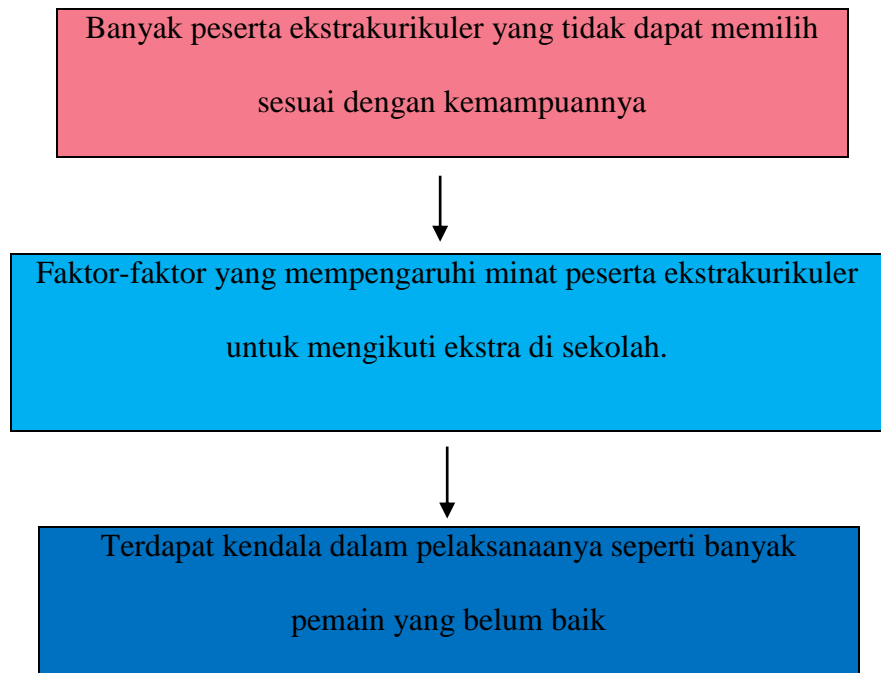 Banyak peserta ekstrakurikuler yang tidak dapat memilih
sesuai dengan kemampuannya
Faktor-faktor yang mempengaruhi minat peserta ekstrakurikuler
untuk mengikuti ekstra di sekolah.
Terdapat kendala dalam pelaksanaanya seperti banyak
pemain yang belum baik